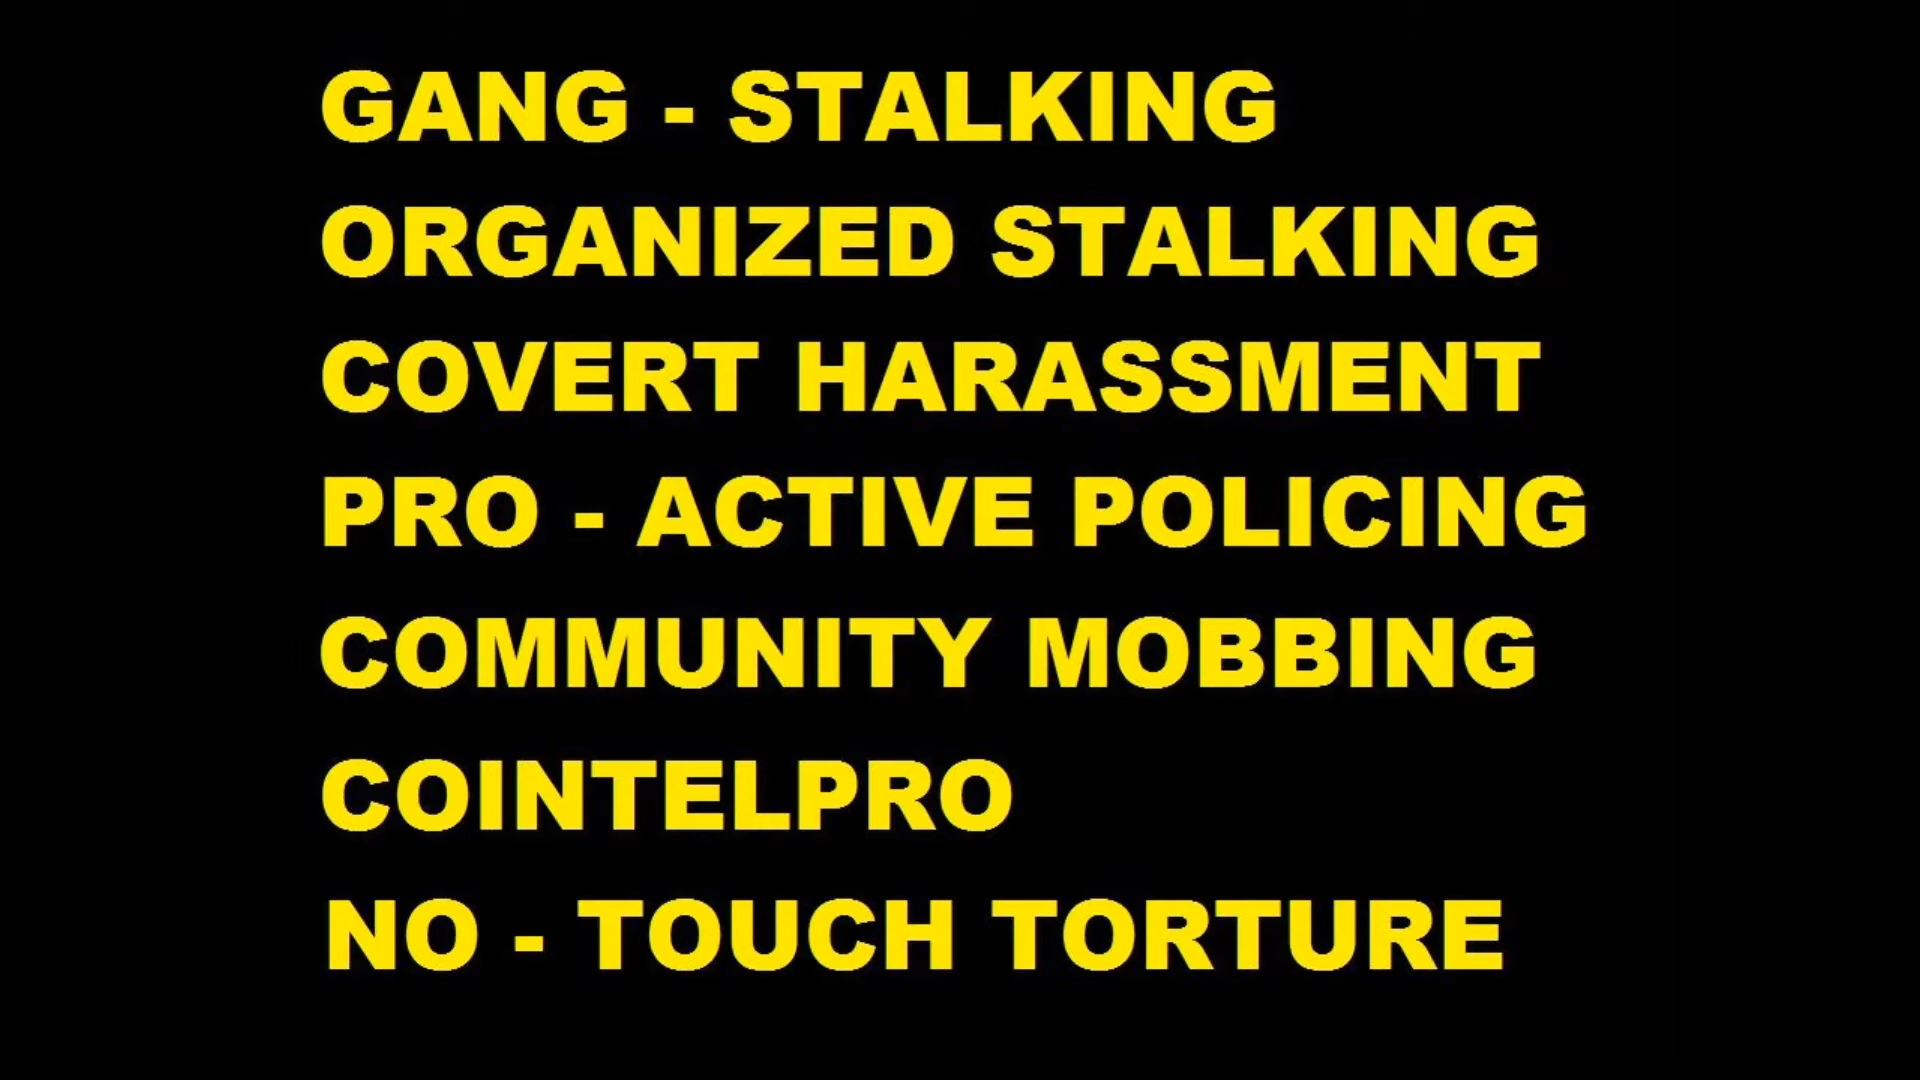 GANG - STALKING
ORGANIZED STALKING
COVERT HARASSMENT
PRO - ACTIVE POLICING
COMMUNITY MOBBING
COINTELPRO
NO - TOUCH TORTURE